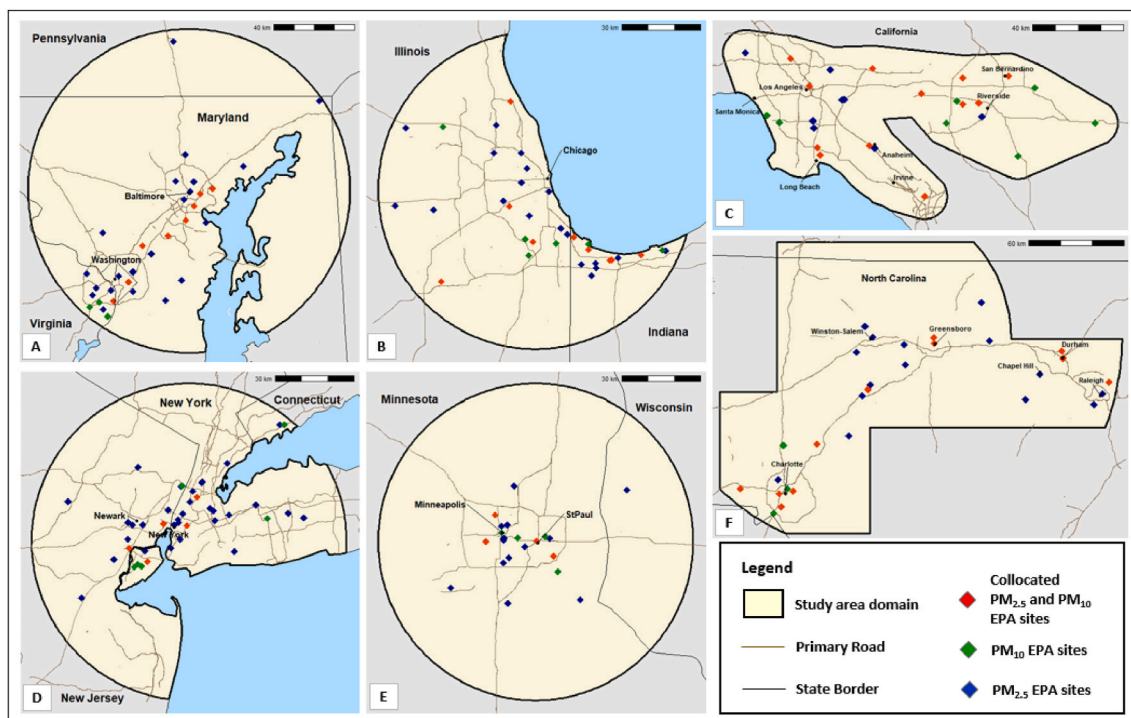 40 km
Pennsylvania
Maryland
Baltimore
Washington
Virginia
A
30 km
Illinois
Chicago
Indiana
B
40 km
California
San Bernardino
Los Angeles
Riverside
Santa Monica
Anaheim
Long Beach
Irvine
C
30 km
New York
Connecticut
Newark
New York
New Jersey
D
30 km
Minnesota
Wisconsin
Minneapolis
StPaul
E
60 km
North Carolina
Winston-Salem
Greensboro
Durham
Chapel Hill
Raleigh
Charlotte
F
Legend
Study area domain
Primary Road
State Border
Collocated
PM2.5 and PM10
EPA sites
PM10 EPA sites
PM2.5 EPA sites